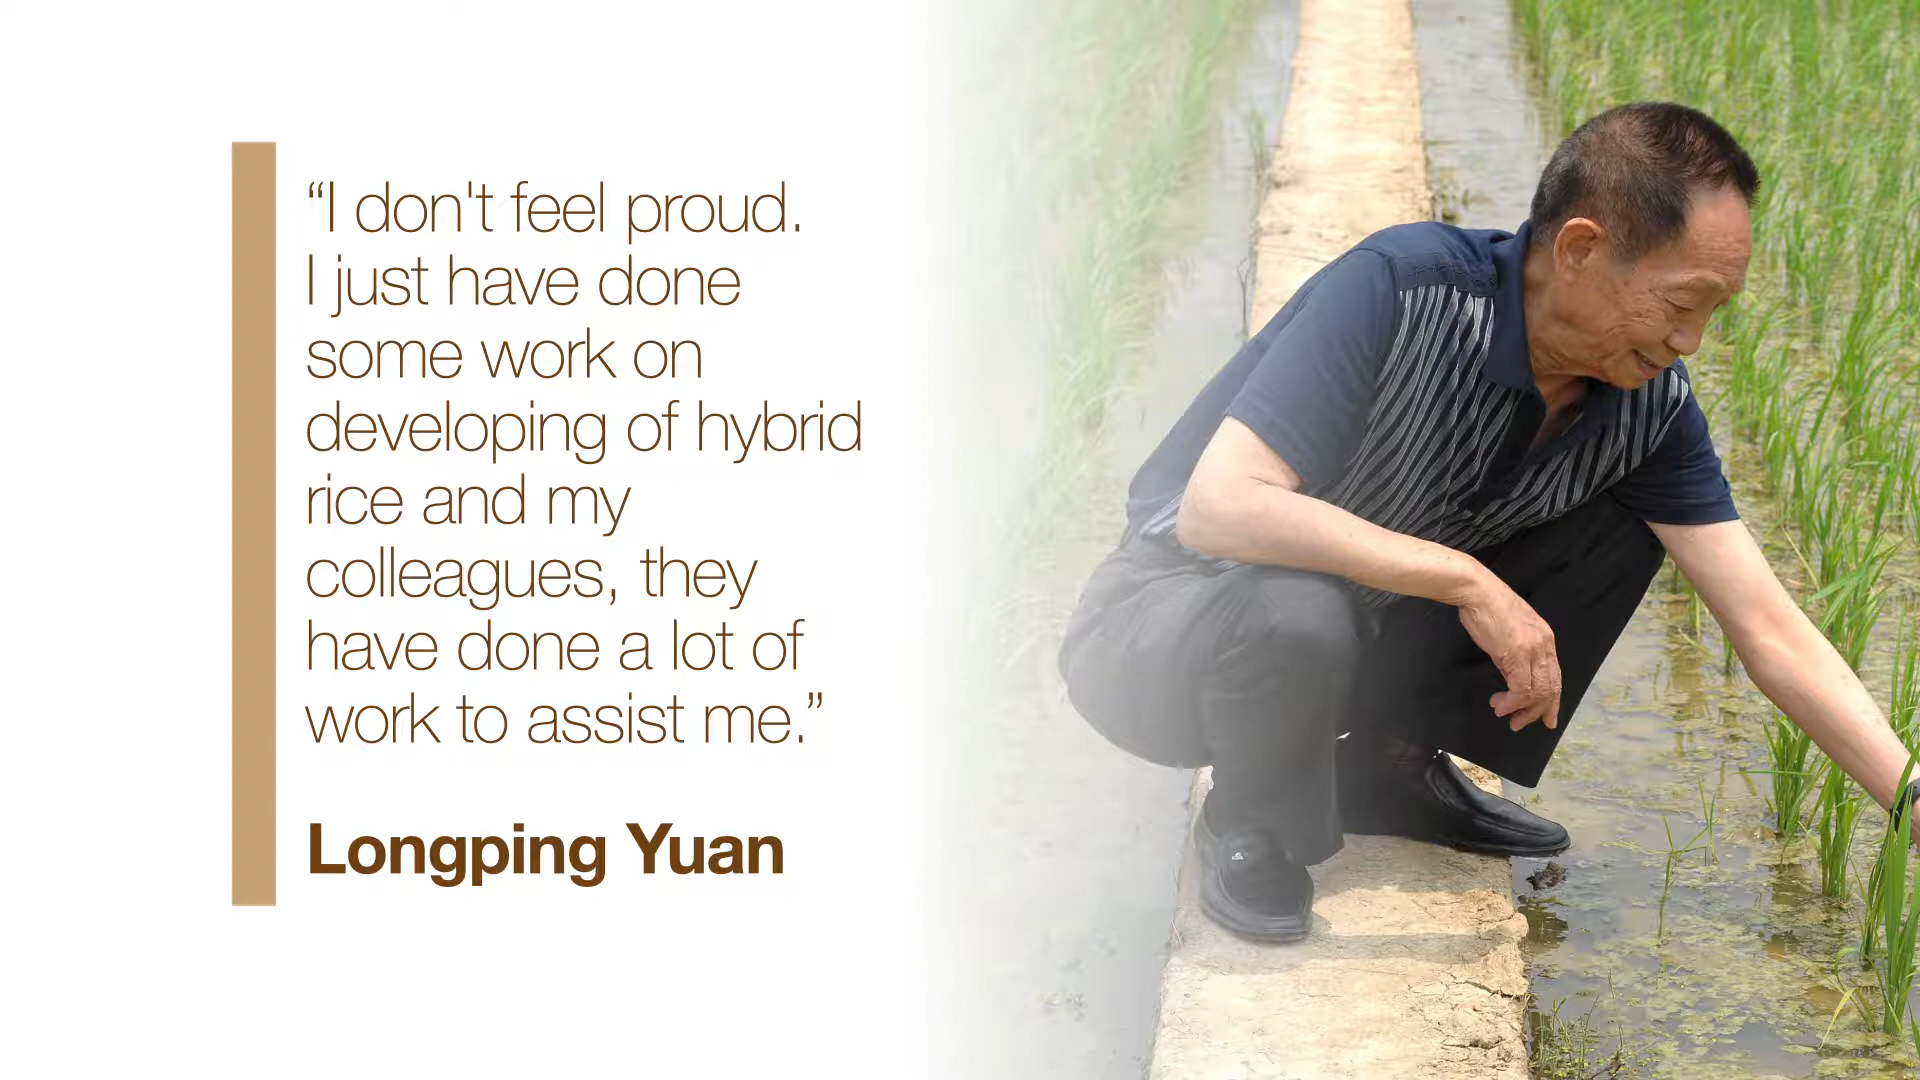 “I don't feel proud.
I just have done
some work on
developing of hybrid
rice and my
colleagues, they
have done a lot of
work to assist me.”
Longping Yuan